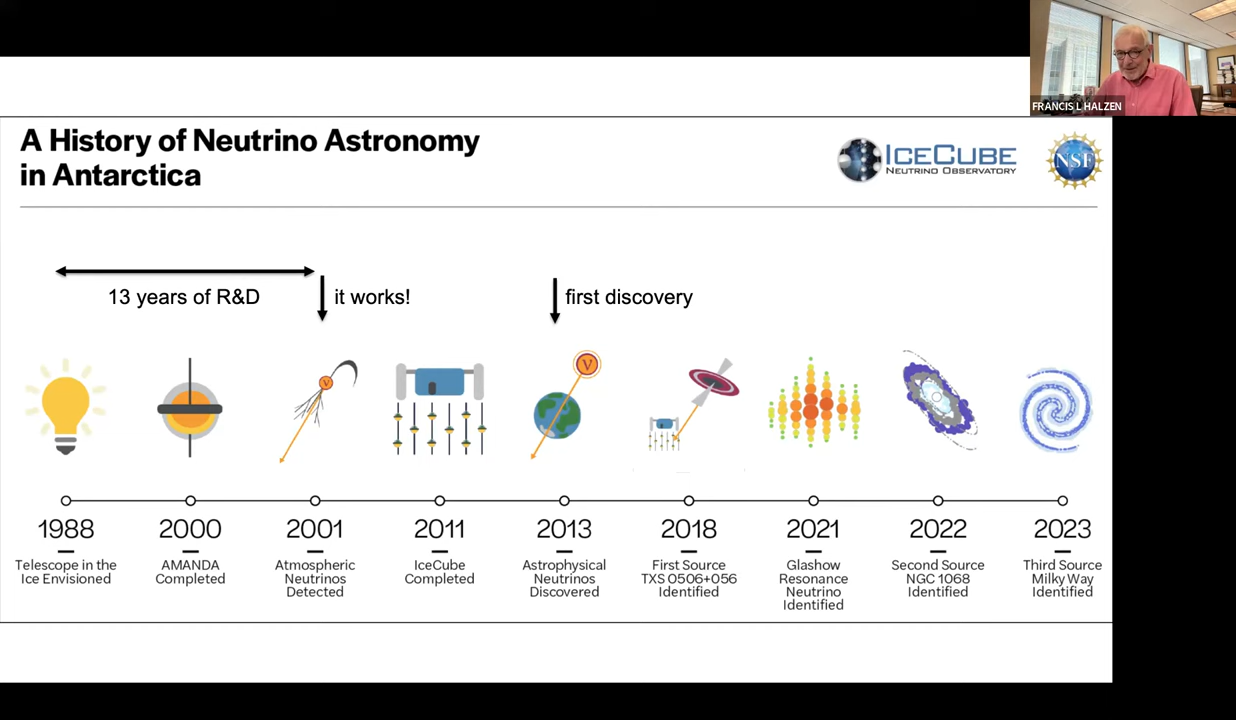 FRANCIS L HALZEN
A History of Neutrino Astronomy
in Antarctica
ICECUBE
NEUTRINO OBSERVATORY
NSF
13 years of R&D
it works!
first discovery
ν
ν
1988
Telescope in the
Ice Envisioned
2000
AMANDA
Completed
2001
Atmospheric
Neutrinos
Detected
2011
IceCube
Completed
2013
Astrophysical
Neutrinos
Discovered
2018
First Source
TXS 0506+056
Identified
2021
Glashow
Resonance
Neutrino
Identified
2022
Second Source
NGC 1068
Identified
2023
Third Source
Milky Way
Identified